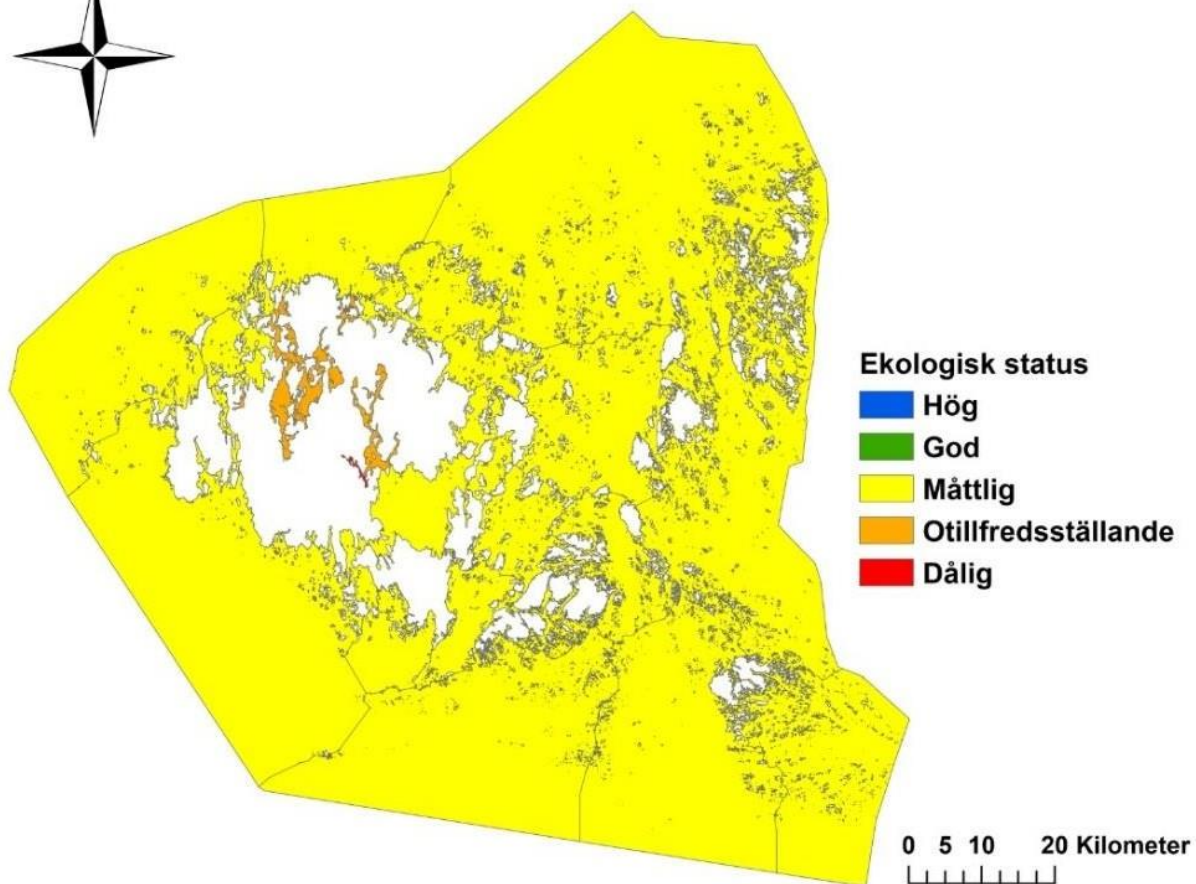 Ekologisk status
Hög
God
Måttlig
Otillfredsställande
Dålig
0 5 10 20 Kilometer